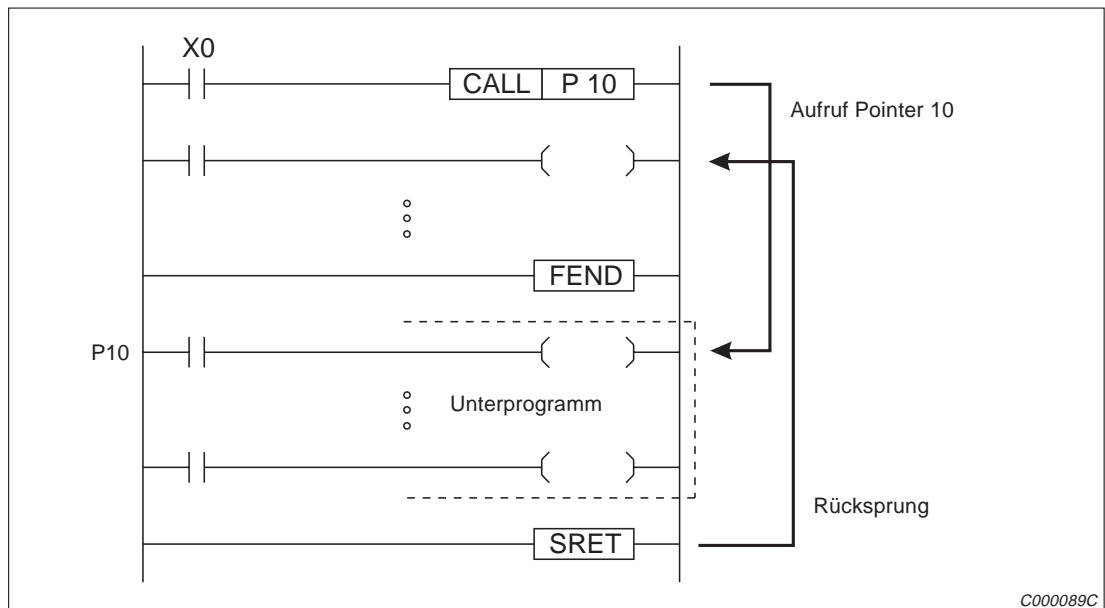 X0
CALL P 10
Aufruf Pointer 10
FEND
P10
Unterprogramm
Rücksprung
SRET
C000089C